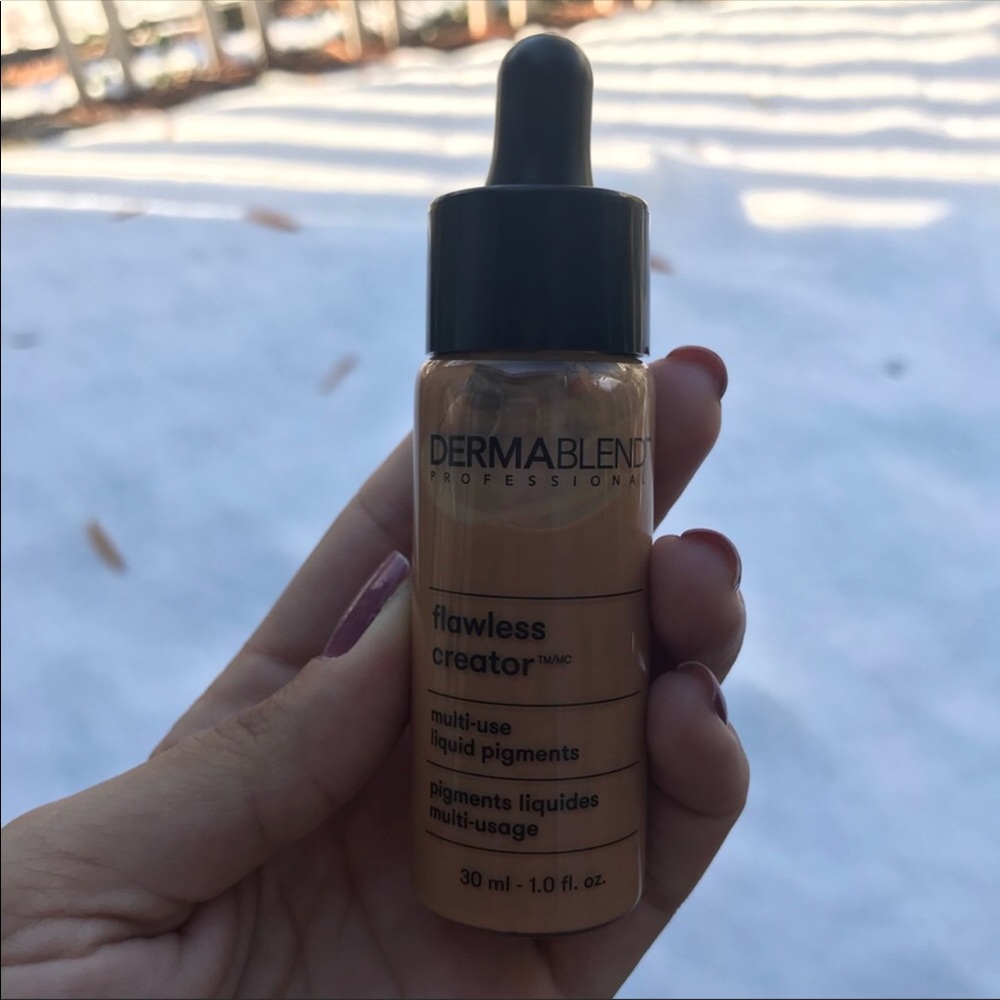 DERMABLEND
PROFESSIONAL
flawless
creator™/MC
multi-use
liquid pigments
pigments liquides
multi-usage
30 ml - 1.0 fl. oz.